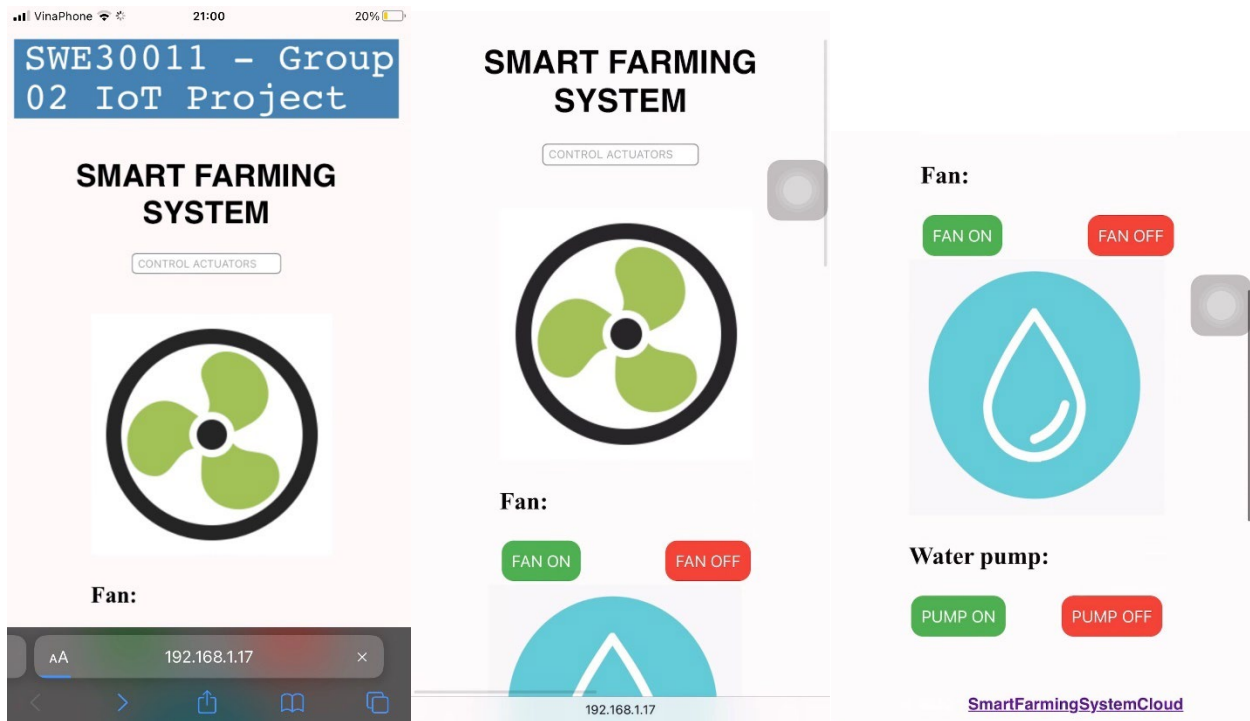 VinaPhone
21:00
20%
SWE30011 – Group
02 IoT Project
SMART FARMING
SYSTEM
CONTROL ACTUATORS
Fan:
AA
192.168.1.17
SMART FARMING
SYSTEM
CONTROL ACTUATORS
Fan:
FAN ON
FAN OFF
192.168.1.17
Fan:
FAN ON
FAN OFF
Water pump:
PUMP ON
PUMP OFF
SmartFarmingSystemCloud